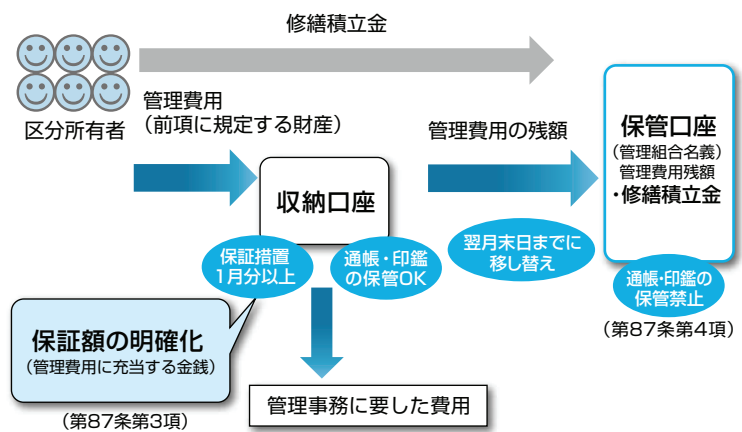 修繕積立金
区分所有者
管理費用
（前項に規定する財産）
収納口座
保証措置
1月分以上
通帳・印鑑
の保管OK
管理費用の残額
翌月末日までに
移し替え
保管口座
（管理組合名義）
管理費用残額
・修繕積立金
通帳・印鑑の
保管禁止
（第87条第4項）
保証額の明確化
（管理費用に充当する金銭）
（第87条第3項）
管理事務に要した費用